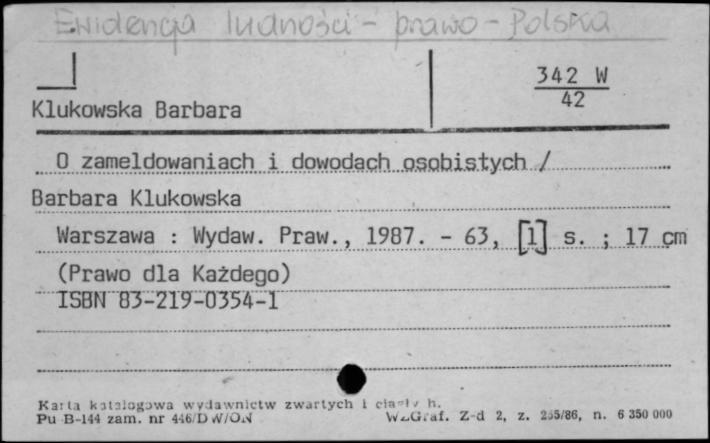 Ewidencja ludności - prawo - Polska
342 W
42
Klukowska Barbara
O zameldowaniach i dowodach osobistych /
Barbara Klukowska
Warszawa : Wydaw. Praw., 1987. - 63, [1] s. ; 17 cm
(Prawo dla Każdego)
ISBN 83-219-0354-1
Karta katalogowa wydawnictw zwartych i ciągły h.
Pu B-144 zam. nr 446/DW/ON
WZGraf. Z-d 2, z. 255/86, n. 6 350 000